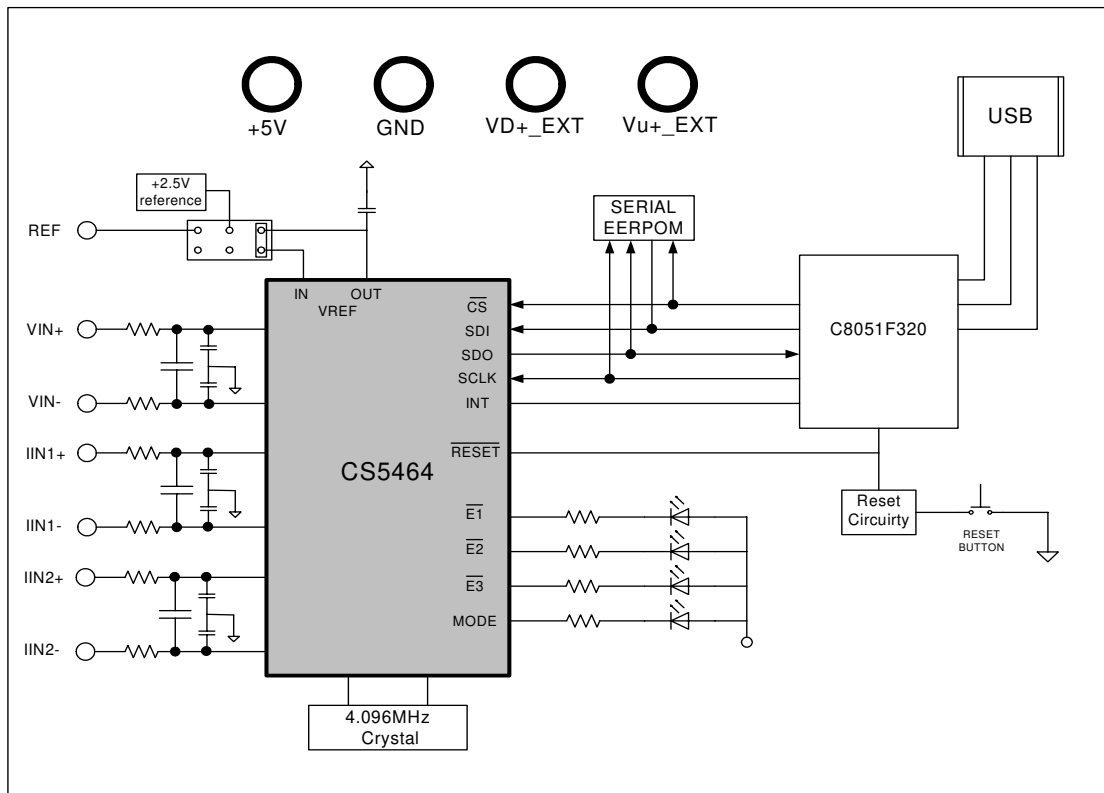 +5V
GND
VD+_EXT
Vu+_EXT
USB
+2.5V
reference
REF
SERIAL
EERPOM
IN
OUT
VREF
CS
SDI
SDO
SCLK
INT
RESET
C8051F320
VIN+
VIN-
IIN1+
IIN1-
IIN2+
IIN2-
CS5464
E1
E2
E3
MODE
Reset
Circuirty
RESET
BUTTON
4.096MHz
Crystal